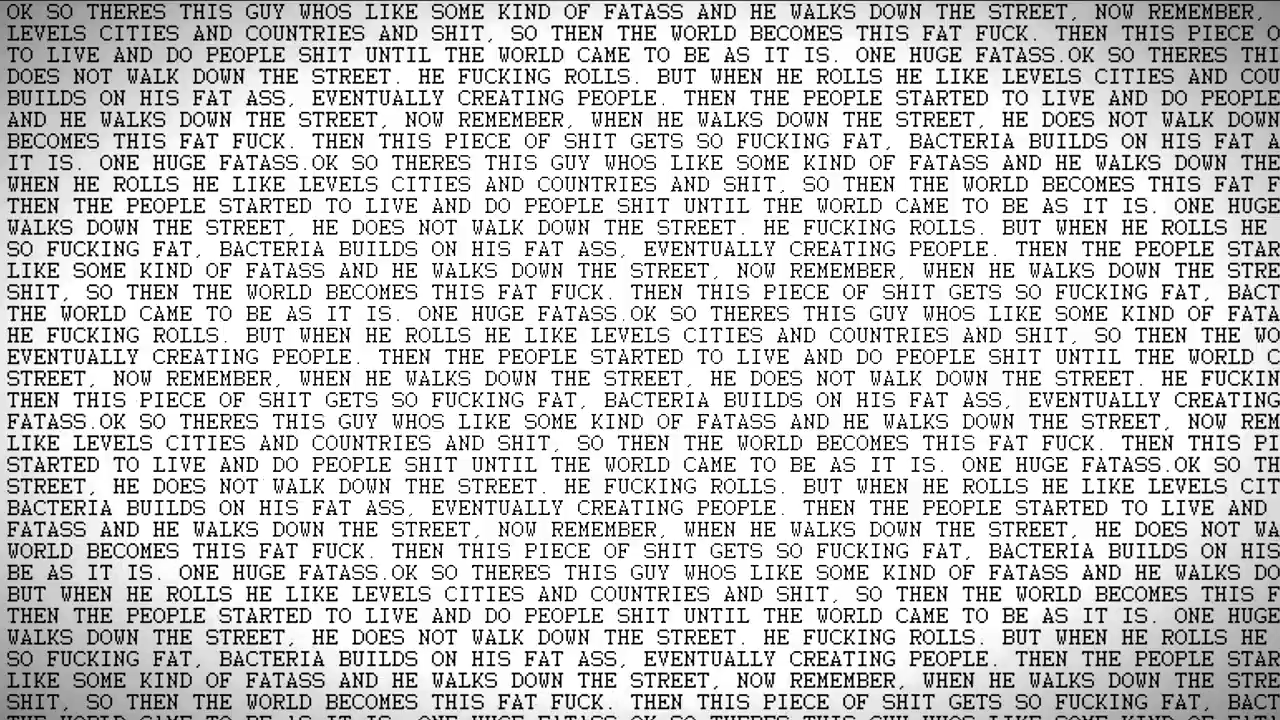 OK SO THERES THIS GUY WHOS LIKE SOME KIND OF FATASS AND HE WALKS DOWN THE STREET, NOW REMEMBER,
LEVELS CITIES AND COUNTRIES AND SHIT, SO THEN THE WORLD BECOMES THIS FAT FUCK. THEN THIS PIECE
TO LIVE AND DO PEOPLE SHIT UNTIL THE WORLD CAME TO BE AS IT IS. ONE HUGE FATASS.OK SO THERES THI
DOES NOT WALK DOWN THE STREET. HE FUCKING ROLLS. BUT WHEN HE ROLLS HE LIKE LEVELS CITIES AND COU
BUILDS ON HIS FAT ASS, EVENTUALLY CREATING PEOPLE. THEN THE PEOPLE STARTED TO LIVE AND DO PEOPLE
AND HE WALKS DOWN THE STREET, NOW REMEMBER, WHEN HE WALKS DOWN THE STREET, HE DOES NOT WALK DOWN
BECOMES THIS FAT FUCK. THEN THIS PIECE OF SHIT GETS SO FUCKING FAT, BACTERIA BUILDS ON HIS FAT A
IT IS. ONE HUGE FATASS.OK SO THERES THIS GUY WHOS LIKE SOME KIND OF FATASS AND HE WALKS DOWN THE
WHEN HE ROLLS HE LIKE LEVELS CITIES AND COUNTRIES AND SHIT, SO THEN THE WORLD BECOMES THIS FAT F
THEN THE PEOPLE STARTED TO LIVE AND DO PEOPLE SHIT UNTIL THE WORLD CAME TO BE AS IT IS. ONE HUGE
WALKS DOWN THE STREET, HE DOES NOT WALK DOWN THE STREET. HE FUCKING ROLLS. BUT WHEN HE ROLLS HE
SO FUCKING FAT, BACTERIA BUILDS ON HIS FAT ASS, EVENTUALLY CREATING PEOPLE. THEN THE PEOPLE STAR
LIKE SOME KIND OF FATASS AND HE WALKS DOWN THE STREET, NOW REMEMBER, WHEN HE WALKS DOWN THE STRE
SHIT, SO THEN THE WORLD BECOMES THIS FAT FUCK. THEN THIS PIECE OF SHIT GETS SO FUCKING FAT, BACT
THE WORLD CAME TO BE AS IT IS. ONE HUGE FATASS.OK SO THERES THIS GUY WHOS LIKE SOME KIND OF FATA
HE FUCKING ROLLS. BUT WHEN HE ROLLS HE LIKE LEVELS CITIES AND COUNTRIES AND SHIT, SO THEN THE WO
EVENTUALLY CREATING PEOPLE. THEN THE PEOPLE STARTED TO LIVE AND DO PEOPLE SHIT UNTIL THE WORLD C
STREET, NOW REMEMBER, WHEN HE WALKS DOWN THE STREET, HE DOES NOT WALK DOWN THE STREET. HE FUCKIN
THEN THIS PIECE OF SHIT GETS SO FUCKING FAT, BACTERIA BUILDS ON HIS FAT ASS, EVENTUALLY CREATING
FATASS.OK SO THERES THIS GUY WHOS LIKE SOME KIND OF FATASS AND HE WALKS DOWN THE STREET, NOW REM
LIKE LEVELS CITIES AND COUNTRIES AND SHIT, SO THEN THE WORLD BECOMES THIS FAT FUCK. THEN THIS PI
STARTED TO LIVE AND DO PEOPLE SHIT UNTIL THE WORLD CAME TO BE AS IT IS. ONE HUGE FATASS.OK SO TH
STREET, HE DOES NOT WALK DOWN THE STREET. HE FUCKING ROLLS. BUT WHEN HE ROLLS HE LIKE LEVELS CIT
BACTERIA BUILDS ON HIS FAT ASS, EVENTUALLY CREATING PEOPLE. THEN THE PEOPLE STARTED TO LIVE AND
FATASS AND HE WALKS DOWN THE STREET, NOW REMEMBER, WHEN HE WALKS DOWN THE STREET, HE DOES NOT WA
WORLD BECOMES THIS FAT FUCK. THEN THIS PIECE OF SHIT GETS SO FUCKING FAT, BACTERIA BUILDS ON HIS
BE AS IT IS. ONE HUGE FATASS.OK SO THERES THIS GUY WHOS LIKE SOME KIND OF FATASS AND HE WALKS DO
BUT WHEN HE ROLLS HE LIKE LEVELS CITIES AND COUNTRIES AND SHIT, SO THEN THE WORLD BECOMES THIS F
THEN THE PEOPLE STARTED TO LIVE AND DO PEOPLE SHIT UNTIL THE WORLD CAME TO BE AS IT IS. ONE HUGE
WALKS DOWN THE STREET, HE DOES NOT WALK DOWN THE STREET. HE FUCKING ROLLS. BUT WHEN HE ROLLS HE
SO FUCKING FAT, BACTERIA BUILDS ON HIS FAT ASS, EVENTUALLY CREATING PEOPLE. THEN THE PEOPLE STAR
LIKE SOME KIND OF FATASS AND HE WALKS DOWN THE STREET, NOW REMEMBER, WHEN HE WALKS DOWN THE STRE
SHIT, SO THEN THE WORLD BECOMES THIS FAT FUCK. THEN THIS PIECE OF SHIT GETS SO FUCKING FAT, BACT